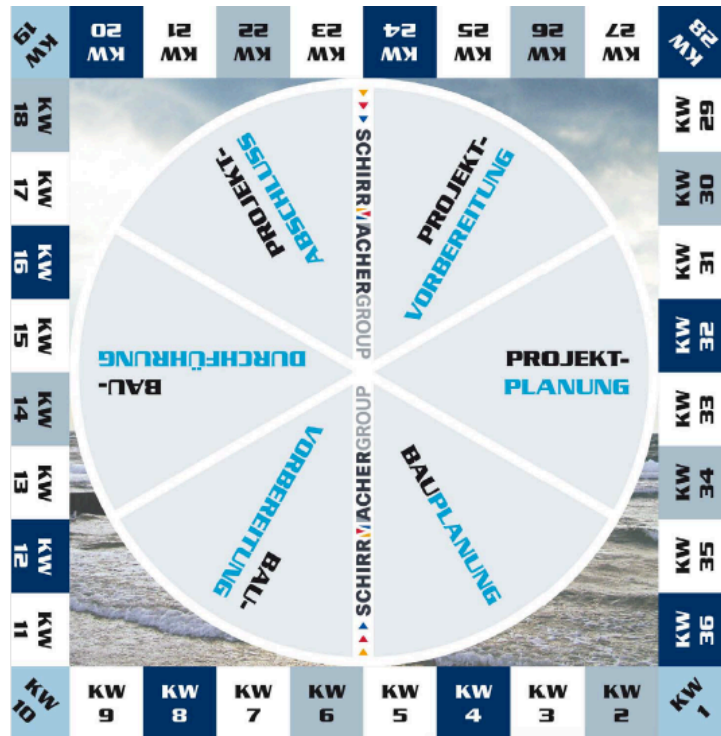 KW 1
KW 2
KW 3
KW 4
KW 5
KW 6
KW 7
KW 8
KW 9
KW 10
KW 11
KW 12
KW 13
KW 14
KW 15
KW 16
KW 17
KW 18
KW 19
KW 20
KW 21
KW 22
KW 23
KW 24
KW 25
KW 26
KW 27
KW 28
KW 29
KW 30
KW 31
KW 32
KW 33
KW 34
KW 35
KW 36
PROJEKT-
VORBEREITUNG
PROJEKT-
PLANUNG
BAUPLANUNG
BAU-
VORBEREITUNG
BAU-
DURCHFÜHRUNG
PROJEKT-
ABSCHLUSS
SCHIRRMACHERGROUP
SCHIRRMACHERGROUP